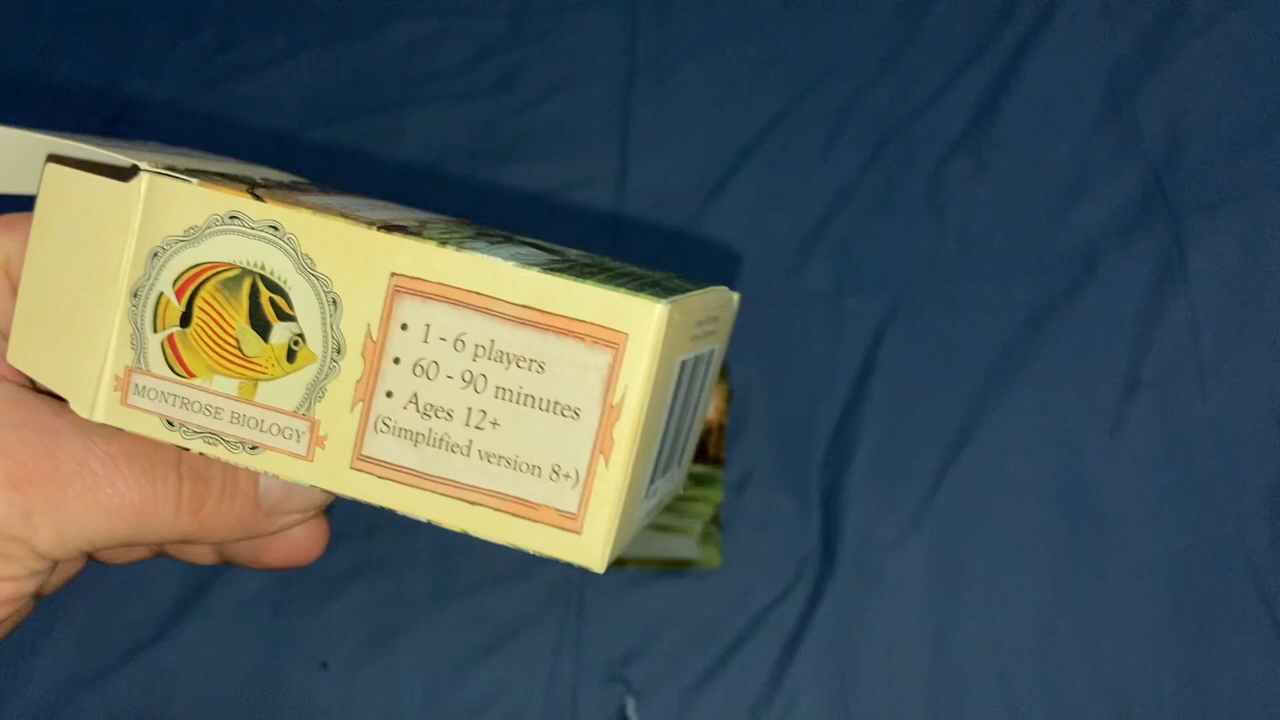 MONTROSE BIOLOGY
• 1 - 6 players
• 60 - 90 minutes
• Ages 12+
(Simplified version 8+)